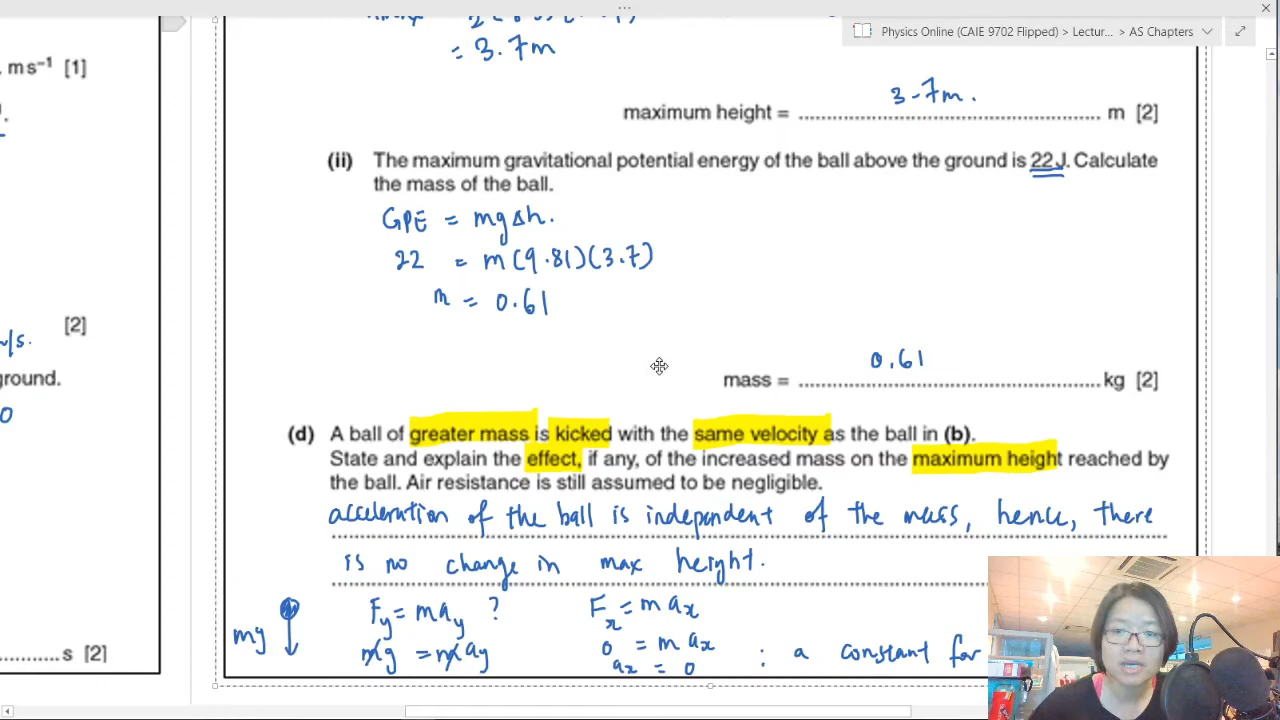 Physics Online (CAIE 9702 Flipped) > Lectur... > AS Chapters
= 3.7m
ms⁻¹ [1]
3.7m.
maximum height = ........ m [2]
(ii) The maximum gravitational potential energy of the ball above the ground is 22 J. Calculate
the mass of the ball.
GPE = mgΔh.
22 = m(9.81)(3.7)
m = 0.61
[2]
m/s.
ground.
0
0.61
mass = ........ kg [2]
(d) A ball of greater mass is kicked with the same velocity as the ball in (b).
State and explain the effect, if any, of the increased mass on the maximum height reached by
the ball. Air resistance is still assumed to be negligible.
acceleration of the ball is independent of the mass, hence, there
is no change in max height.
Fy = may ?
Fx = max
mg
mg = may
0 = max
ax = 0
: a constant for
........ s [2]